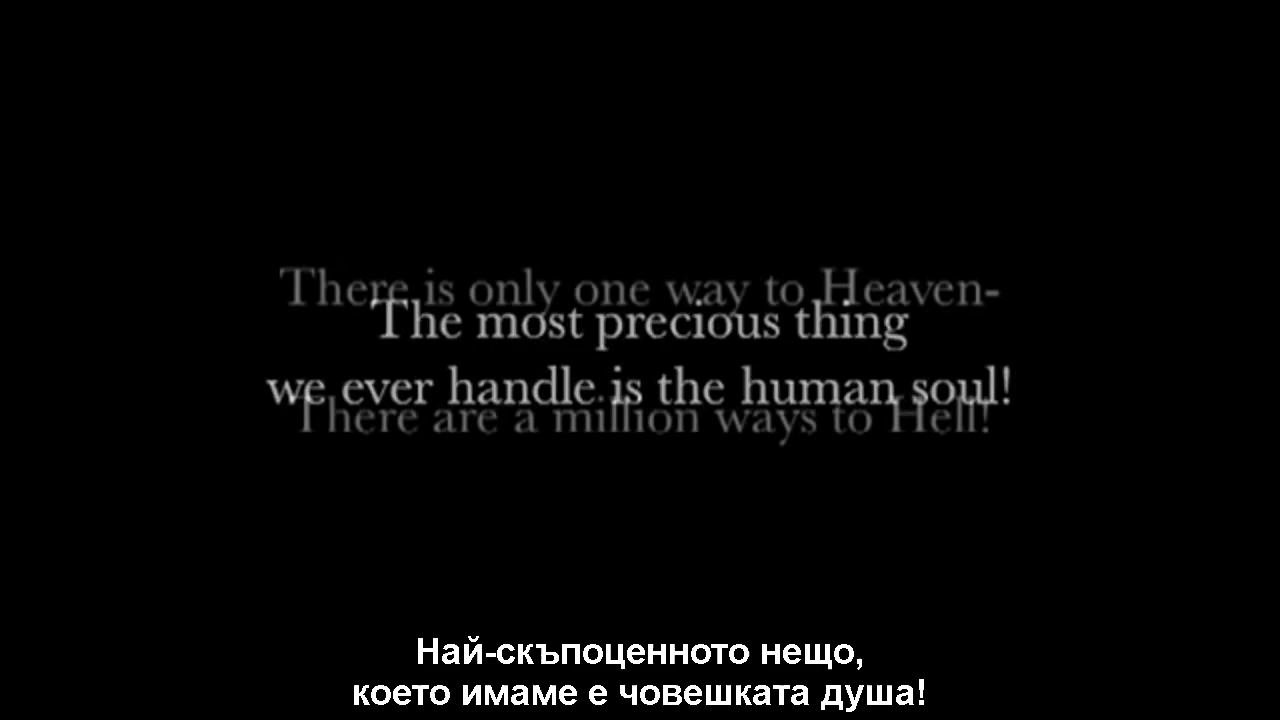 There is only one way to Heaven-
The most precious thing
we ever handle is the human soul!
There are a million ways to Hell!
Най-скъпоценното нещо,
което имаме е човешката душа!